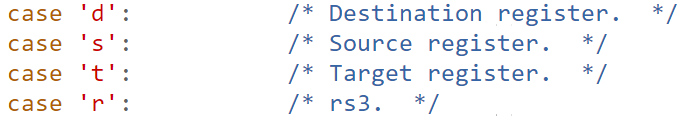 case 'd':          /* Destination register.  */
case 's':          /* Source register.  */
case 't':          /* Target register.  */
case 'r':          /* rs3.  */